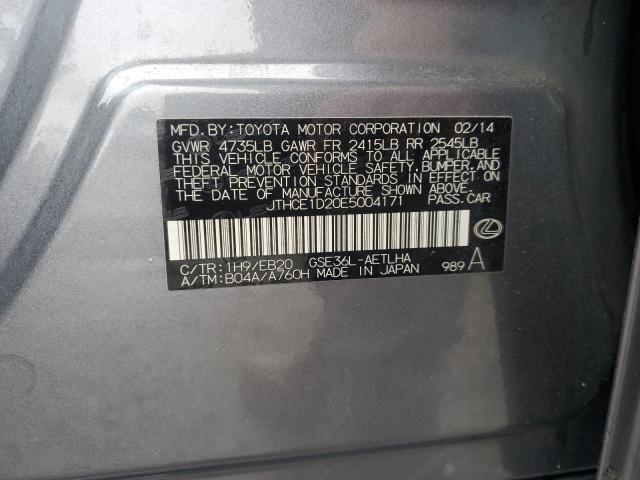 MFD.BY:TOYOTA MOTOR CORPORATION 02/14
GVWR 4735LB GAWR FR 2415LB RR 2545LB
THIS VEHICLE CONFORMS TO ALL APPLICABLE
FEDERAL MOTOR VEHICLE SAFETY,BUMPER,AND
THEFT PREVENTION STANDARDS IN EFFECT ON
THE DATE OF MANUFACTURE SHOWN ABOVE.
JTHCE1D20E5004171 PASS.CAR
C/TR:1H9/EB20 GSE36L-AETLHA
A/TM:B04A/A760H MADE IN JAPAN 989 A